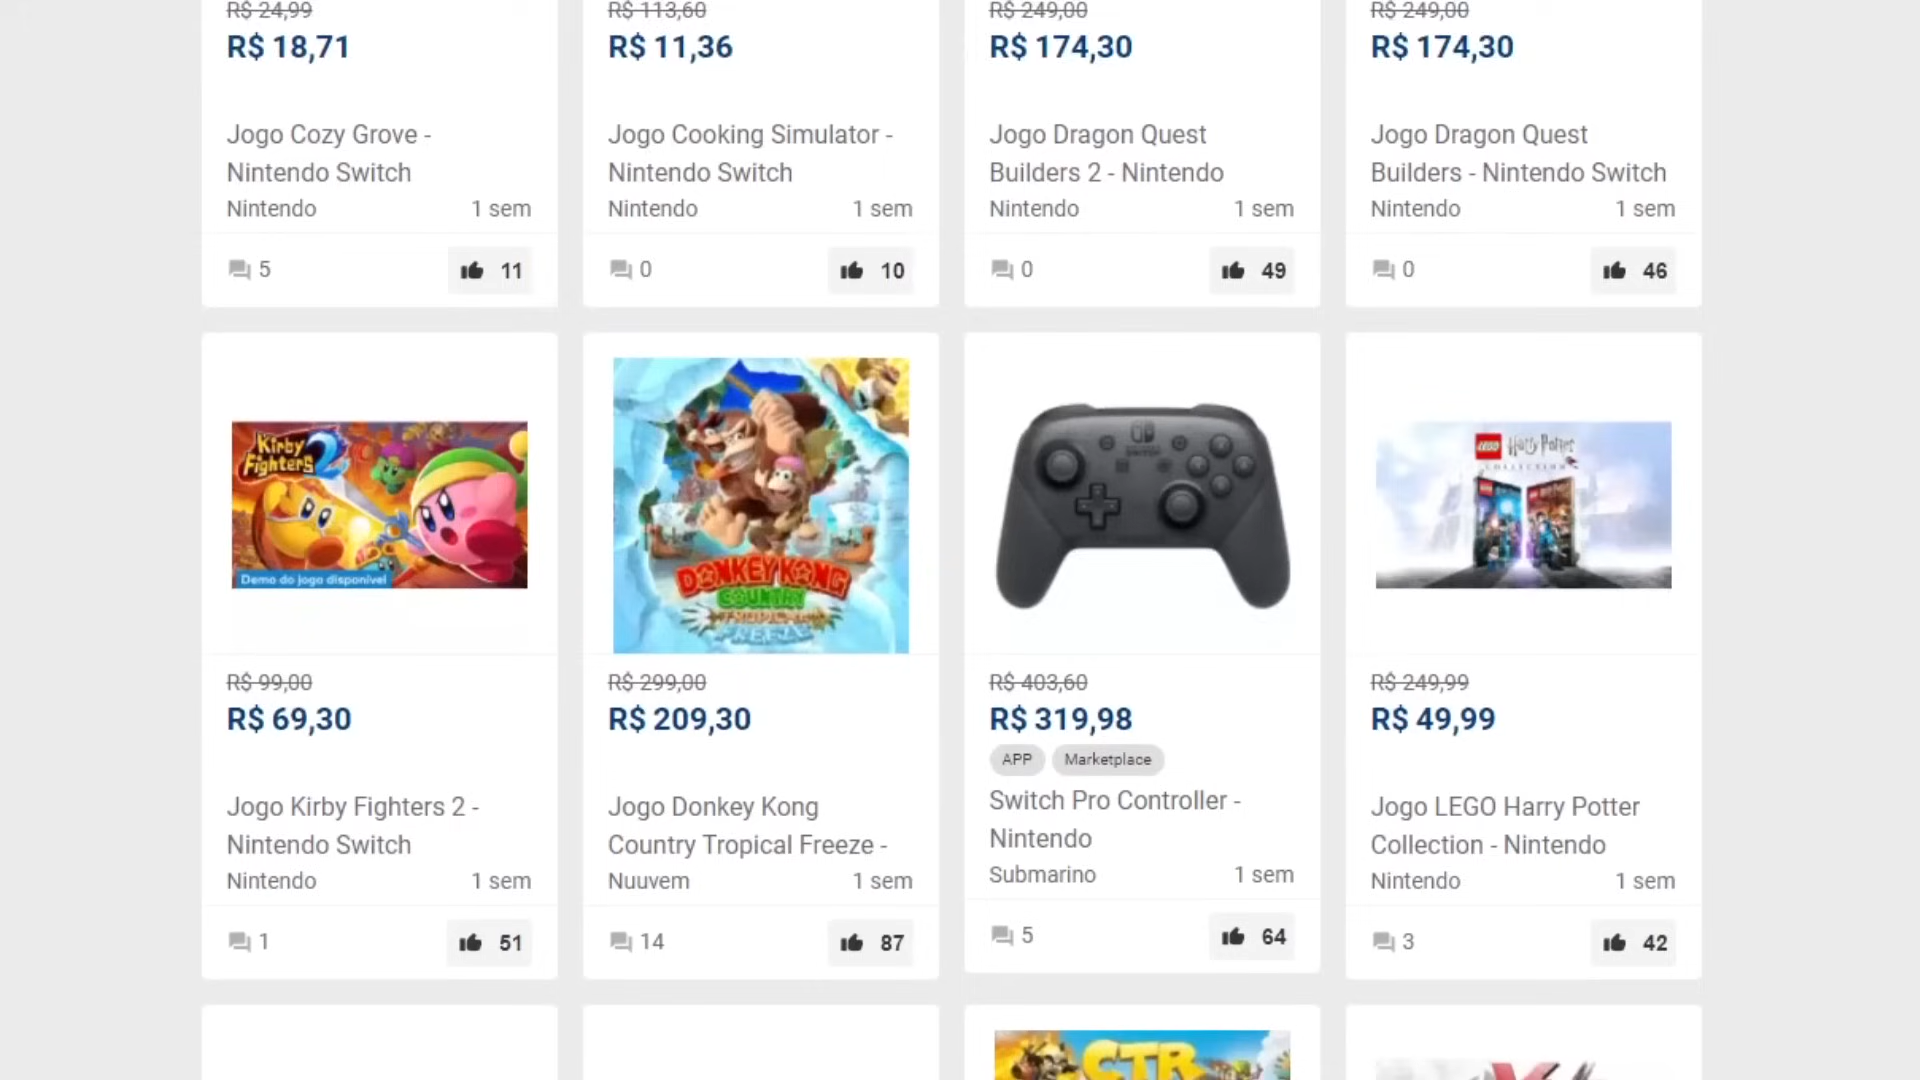 R$ 24,99
R$ 18,71
Jogo Cozy Grove -
Nintendo Switch
Nintendo 1 sem
5 11
R$ 113,60
R$ 11,36
Jogo Cooking Simulator -
Nintendo Switch
Nintendo 1 sem
0 10
R$ 249,00
R$ 174,30
Jogo Dragon Quest
Builders 2 - Nintendo
Nintendo 1 sem
0 49
R$ 249,00
R$ 174,30
Jogo Dragon Quest
Builders - Nintendo Switch
Nintendo 1 sem
0 46
Kirby
Fighters 2
Demo do jogo disponível
R$ 99,00
R$ 69,30
Jogo Kirby Fighters 2 -
Nintendo Switch
Nintendo 1 sem
1 51
DONKEY KONG
COUNTRY
TROPICAL
FREEZE
R$ 299,00
R$ 209,30
Jogo Donkey Kong
Country Tropical Freeze -
Nuuvem 1 sem
14 87
R$ 403,60
R$ 319,98
APP Marketplace
Switch Pro Controller -
Nintendo
Submarino 1 sem
5 64
LEGO Harry Potter
COLLECTION
R$ 249,99
R$ 49,99
Jogo LEGO Harry Potter
Collection - Nintendo
Nintendo 1 sem
3 42
CTR